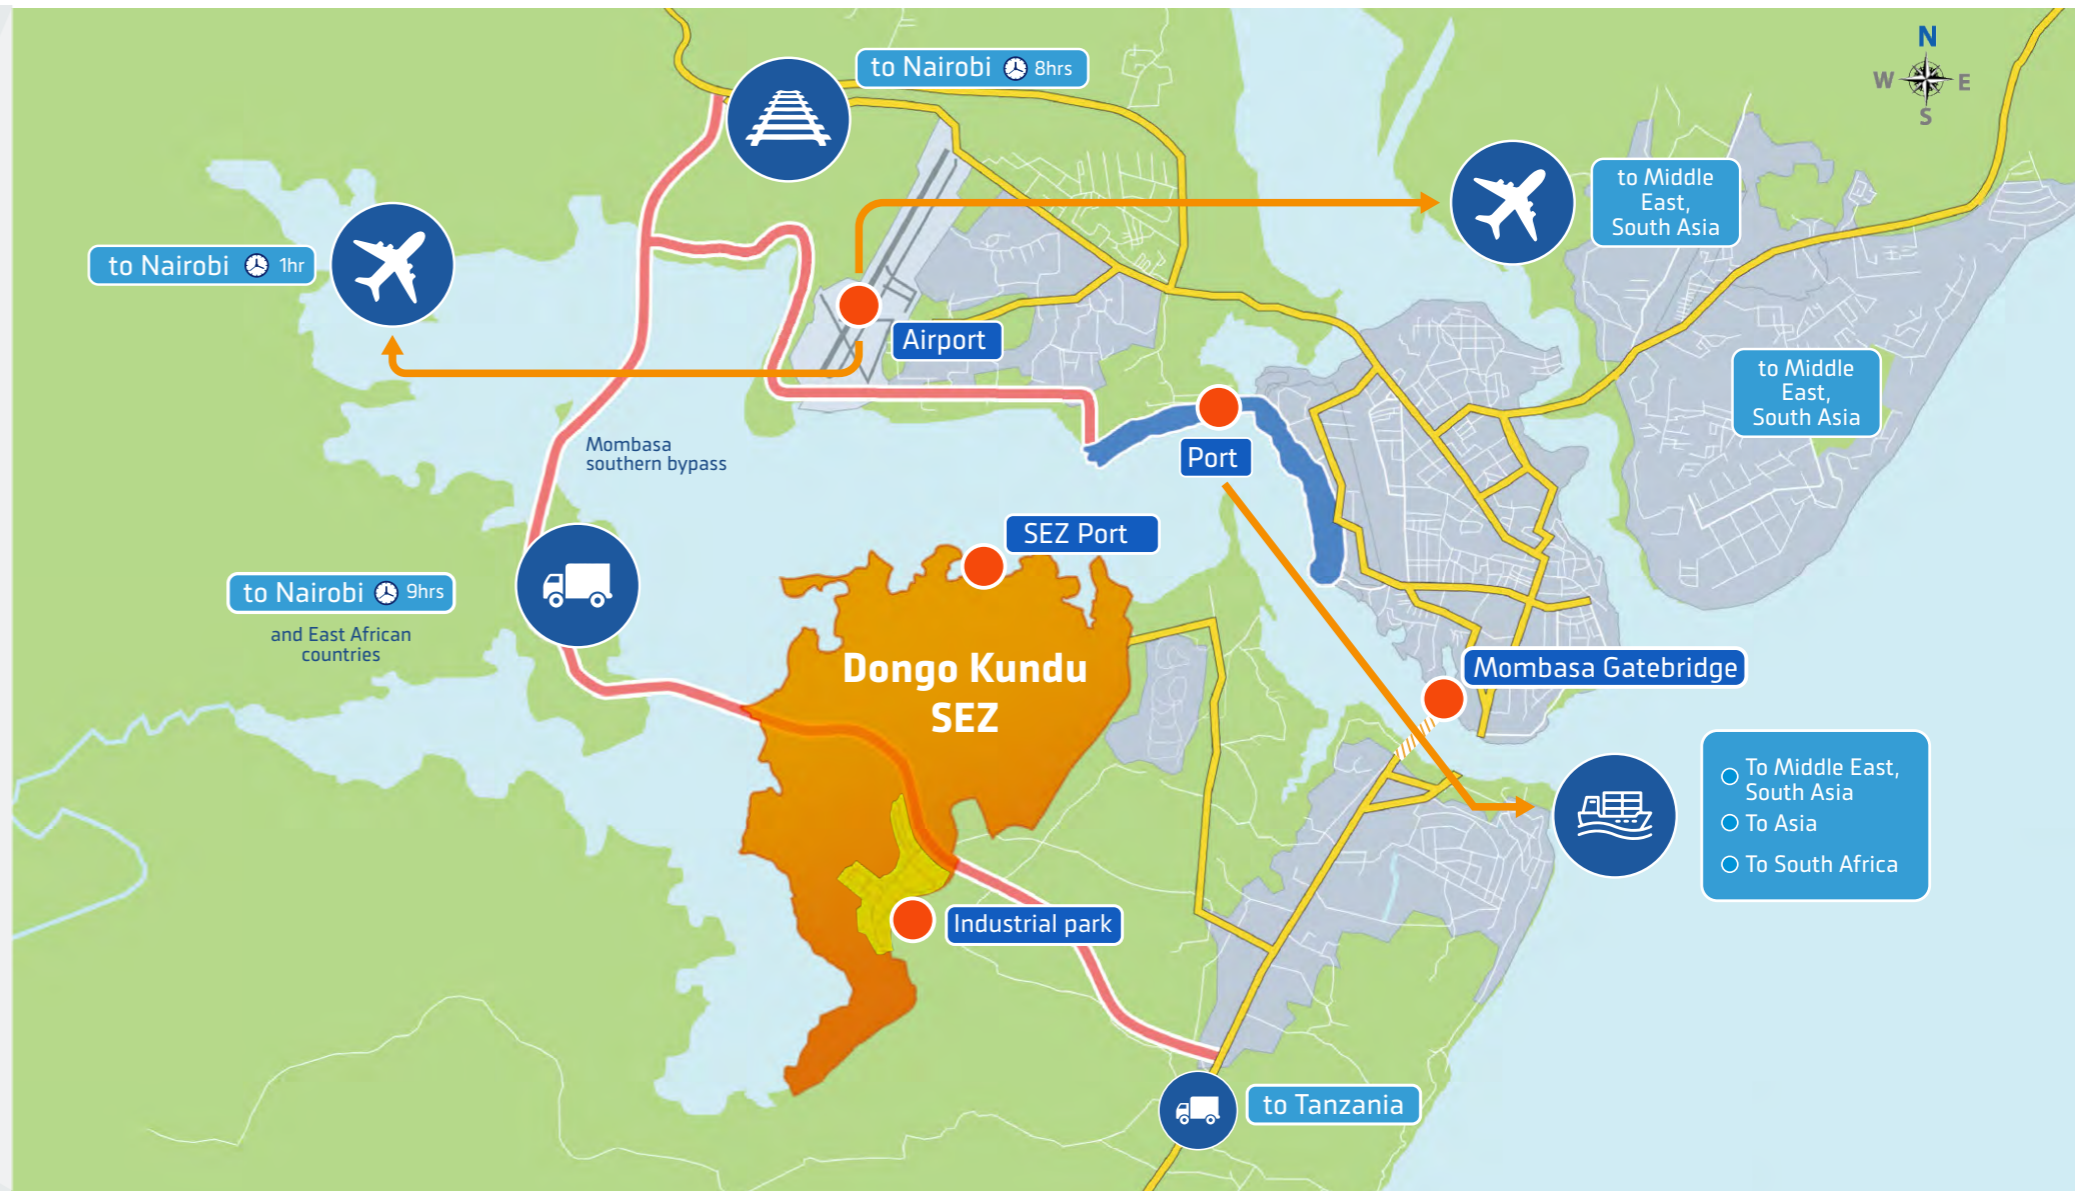 N
W E
S
to Nairobi 8hrs
to Middle
East,
South Asia
to Nairobi 1hr
Airport
to Middle
East,
South Asia
Mombasa
southern bypass
Port
SEZ Port
to Nairobi 9hrs
and East African
countries
Dongo Kundu
SEZ
Mombasa Gatebridge
To Middle East,
South Asia
To Asia
To South Africa
Industrial park
to Tanzania